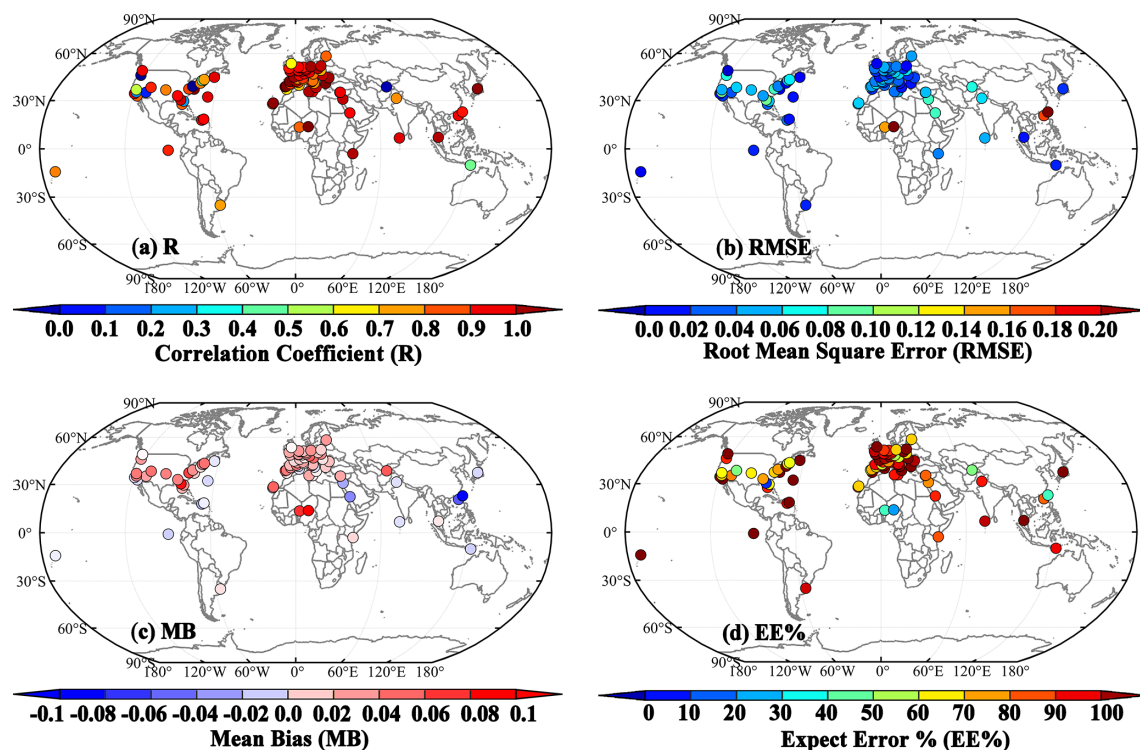 90°N
60°N
30°N
0°
30°S
60°S
90°S
(a) R
180° 120°W 60°W 0° 60°E 120°E 180°
0.0 0.1 0.2 0.3 0.4 0.5 0.6 0.7 0.8 0.9 1.0
Correlation Coefficient (R)
90°N
60°N
30°N
0°
30°S
60°S
90°S
(b) RMSE
180° 120°W 60°W 0° 60°E 120°E 180°
0.0 0.02 0.04 0.06 0.08 0.10 0.12 0.14 0.16 0.18 0.20
Root Mean Square Error (RMSE)
90°N
60°N
30°N
0°
30°S
60°S
90°S
(c) MB
180° 120°W 60°W 0° 60°E 120°E 180°
-0.1 -0.08 -0.06 -0.04 -0.02 0.0 0.02 0.04 0.06 0.08 0.1
Mean Bias (MB)
90°N
60°N
30°N
0°
30°S
60°S
90°S
(d) EE%
180° 120°W 60°W 0° 60°E 120°E 180°
0 10 20 30 40 50 60 70 80 90 100
Expect Error % (EE%)